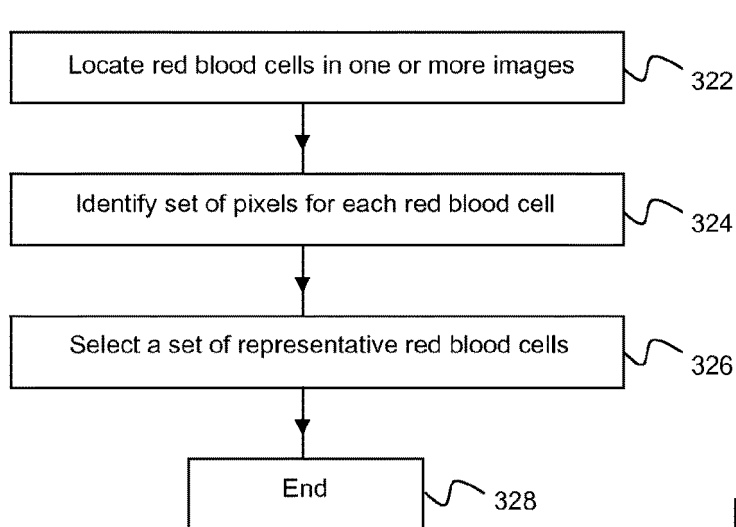 Locate red blood cells in one or more images
322
Identify set of pixels for each red blood cell
324
Select a set of representative red blood cells
326
End
328